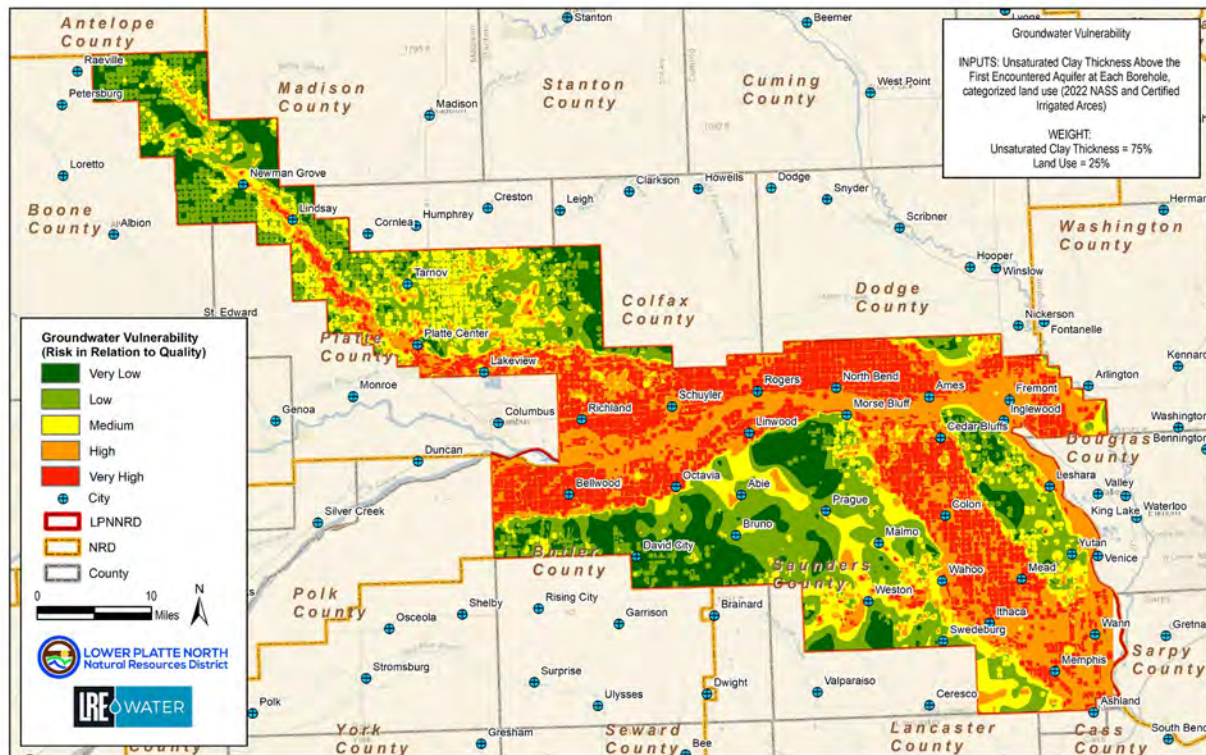 Antelope
County
Raeville
Petersburg
Madison
County
Madison
Stanton
Stanton
County
Beemer
Cuming
County
West Point
Groundwater Vulnerability
INPUTS: Unsaturated Clay Thickness Above the
First Encountered Aquifer at Each Borehole,
categorized land use (2022 NASS and Certified
Irrigated Arces)
WEIGHT:
Unsaturated Clay Thickness = 75%
Land Use = 25%
Loretto
Newman Grove
Boone
County
Albion
Lindsay
Cornlea
Humphrey
Creston
Leigh
Clarkson
Howells
Dodge
Snyder
Scribner
Washington
County
Herman
Hooper
Winslow
Tarnov
Colfax
County
Dodge
County
Nickerson
Fontanelle
St. Edward
Platte Center
Platte
County
Lakeview
Kennard
Arlington
Monroe
Genoa
Columbus
Richland
Schuyler
Rogers
North Bend
Morse Bluff
Ames
Fremont
Inglewood
Linwood
Cedar Bluffs
Washington
Bennington
Douglas
County
Duncan
Bellwood
Octavia
Abie
Leshara
Valley
King Lake
Waterloo
Silver Creek
Prague
Colon
Bruno
Malmo
David City
Yutan
Venice
Butler
County
Saunders
County
Wahoo
Mead
Weston
Polk
County
Shelby
Osceola
Rising City
Garrison
Brainard
Ithaca
Swedeburg
Wann
Gretna
Sarpy
County
Memphis
Stromsburg
Surprise
Ulysses
Dwight
Valparaiso
Ceresco
Ashland
Polk
York
County
Gresham
Seward
County
Bee
Lancaster
County
Cass
County
South Bend
Groundwater Vulnerability
(Risk in Relation to Quality)
Very Low
Low
Medium
High
Very High
City
LPNNRD
NRD
County
0 10
Miles
N
LOWER PLATTE NORTH
Natural Resources District
LRE WATER